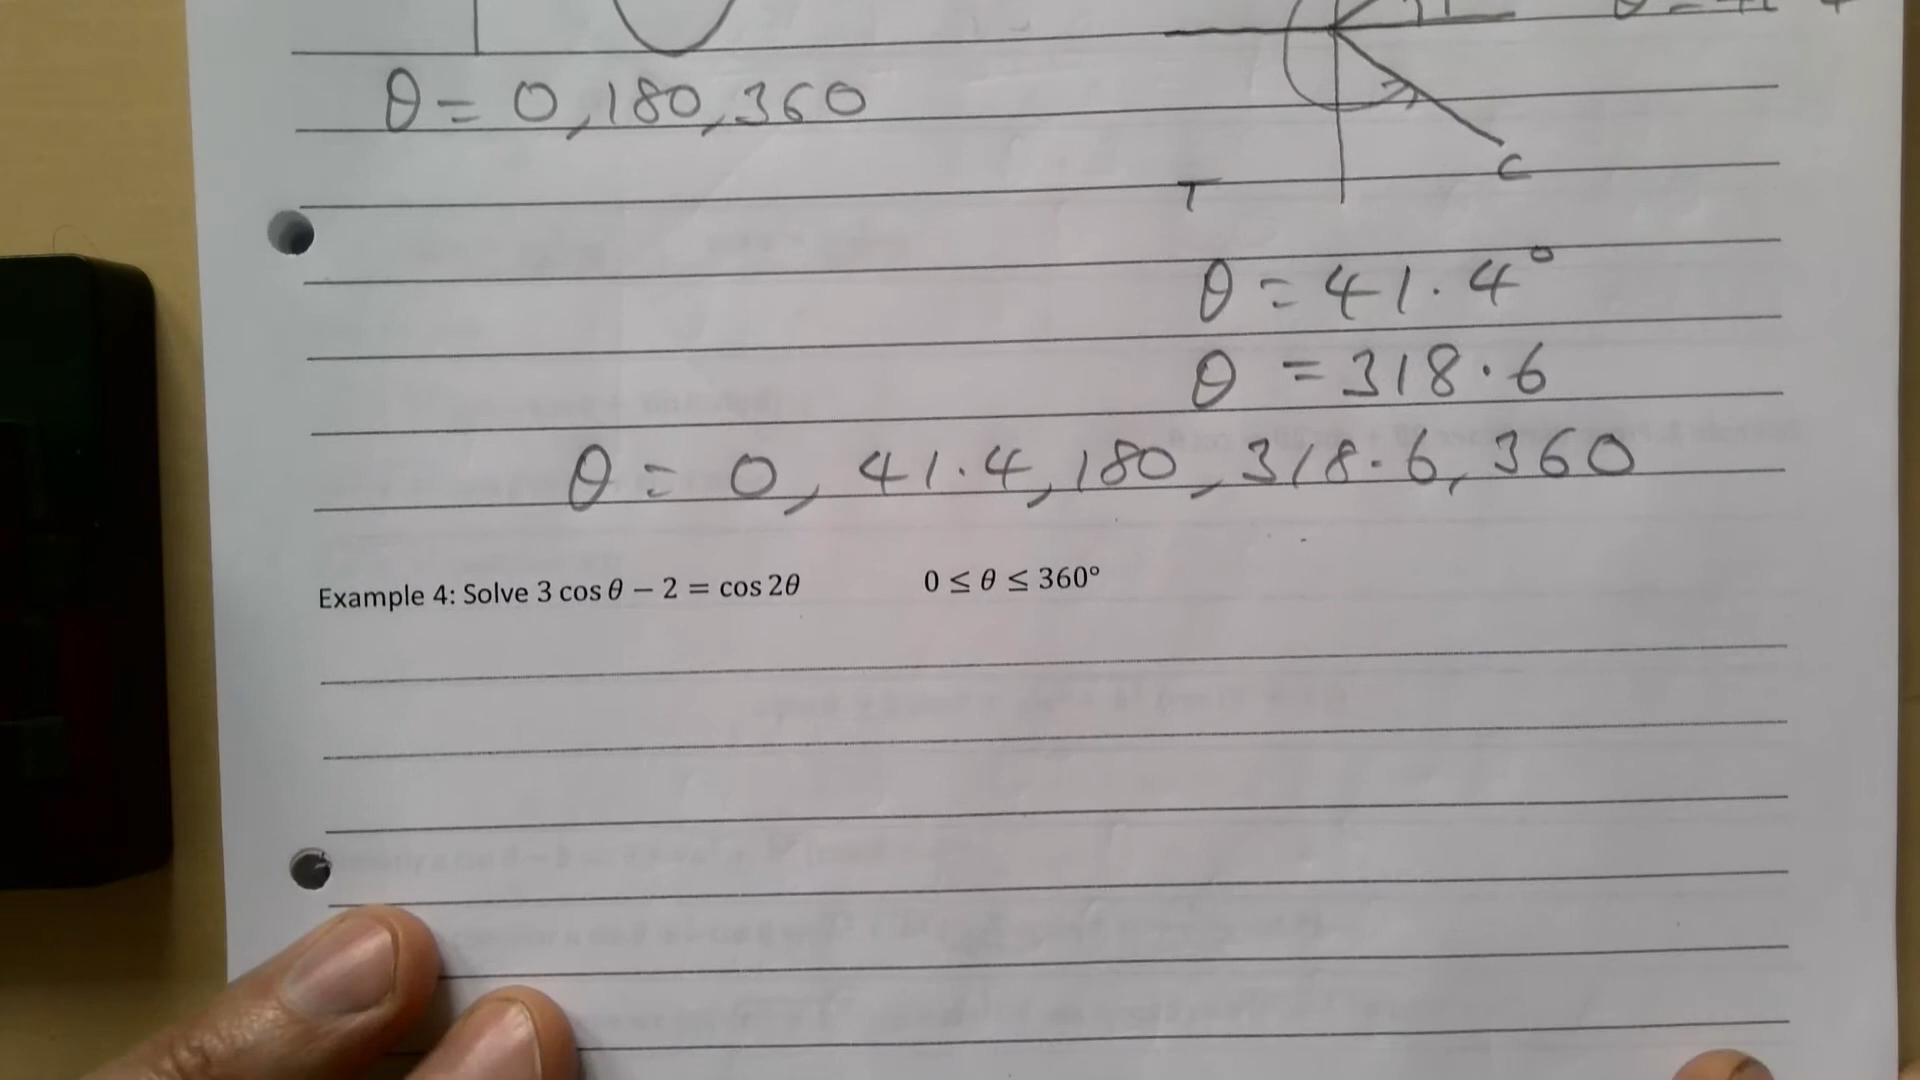 θ = 0,180,360
C
T
θ = 41.4°
θ = 318.6
θ = 0, 41.4, 180, 318.6, 360
Example 4: Solve 3 cos θ − 2 = cos 2θ 0 ≤ θ ≤ 360°